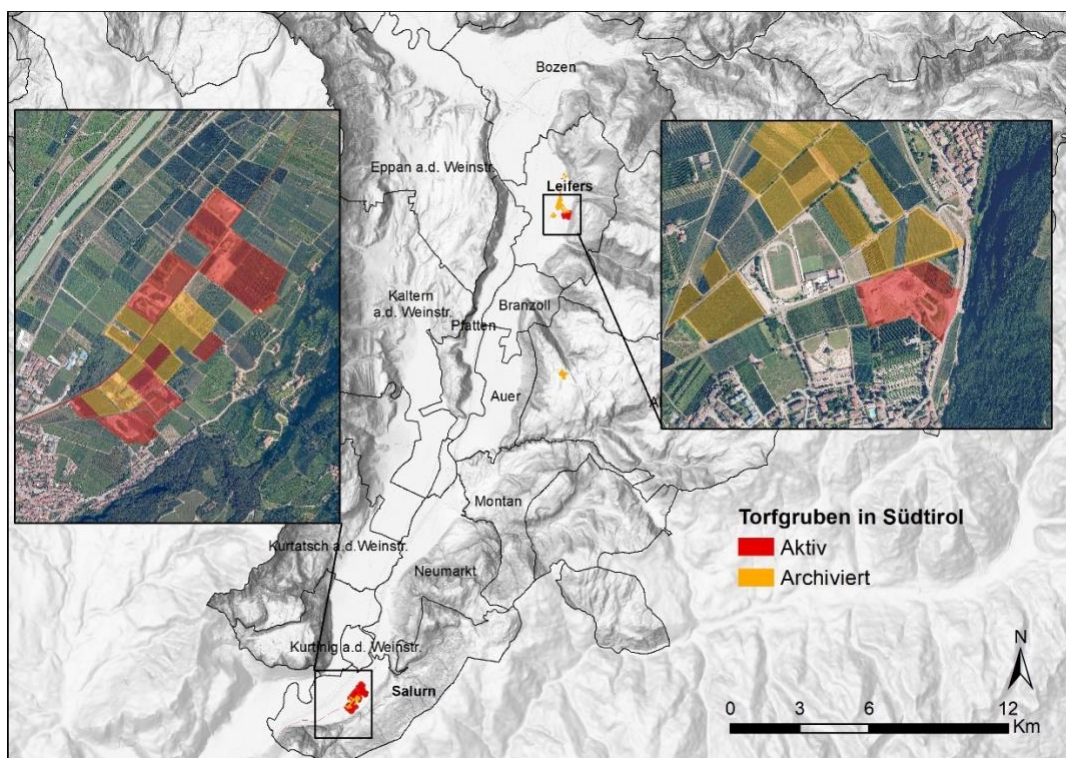 Bozen
Eppan a.d. Weinstr.
Leifers
Kaltern
a.d. Weinstr.
Branzoll
Pfatten
Auer
Montan
Kurtatsch a.d. Weinstr.
Neumarkt
Kurtinig a.d. Weinstr.
Salurn
Torfgruben in Südtirol
Aktiv
Archiviert
N
0 3 6 12
Km